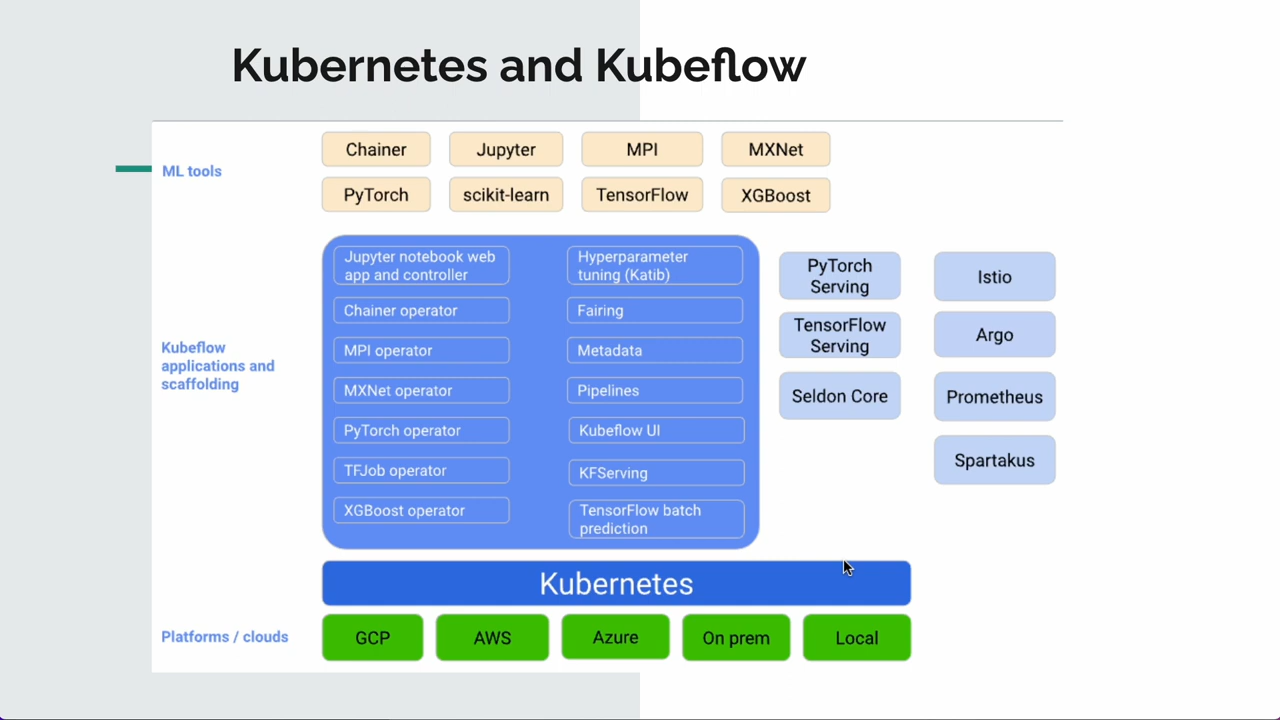 Kubernetes and Kubeflow
ML tools
Chainer
Jupyter
MPI
MXNet
PyTorch
scikit-learn
TensorFlow
XGBoost
Kubeflow
applications and
scaffolding
Jupyter notebook web
app and controller
Chainer operator
MPI operator
MXNet operator
PyTorch operator
TFJob operator
XGBoost operator
Hyperparameter
tuning (Katib)
Fairing
Metadata
Pipelines
Kubeflow UI
KFServing
TensorFlow batch
prediction
PyTorch
Serving
TensorFlow
Serving
Seldon Core
Istio
Argo
Prometheus
Spartakus
Kubernetes
Platforms / clouds
GCP
AWS
Azure
On prem
Local